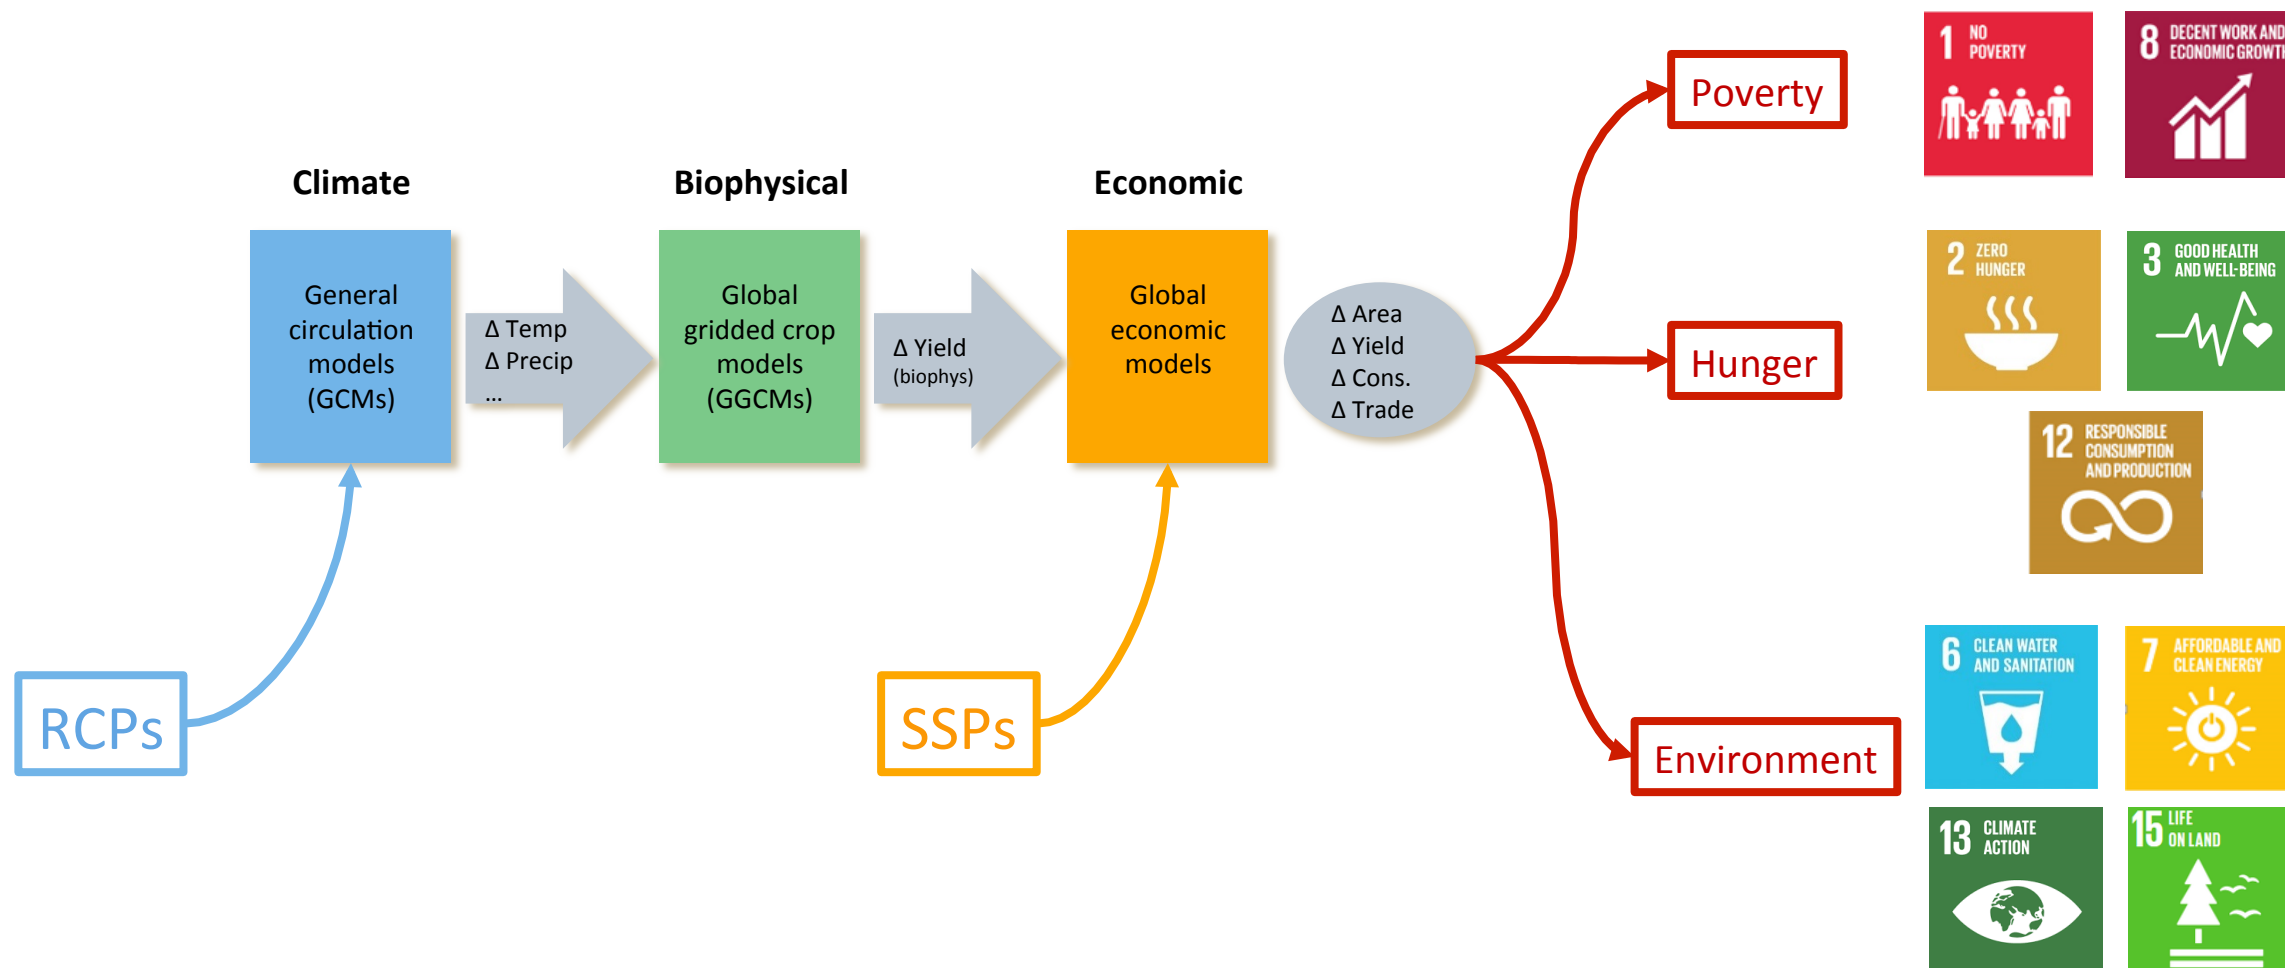 Climate
General
circulation
models
(GCMs)
Δ Temp
Δ Precip
...
Biophysical
Global
gridded crop
models
(GGCMs)
Δ Yield
(biophys)
Economic
Global
economic
models
Δ Area
Δ Yield
Δ Cons.
Δ Trade
RCPs
SSPs
Poverty
Hunger
Environment
1 NO
POVERTY
8 DECENT WORK AND
ECONOMIC GROWTH
2 ZERO
HUNGER
3 GOOD HEALTH
AND WELL-BEING
12 RESPONSIBLE
CONSUMPTION
AND PRODUCTION
6 CLEAN WATER
AND SANITATION
7 AFFORDABLE AND
CLEAN ENERGY
13 CLIMATE
ACTION
15 LIFE
ON LAND